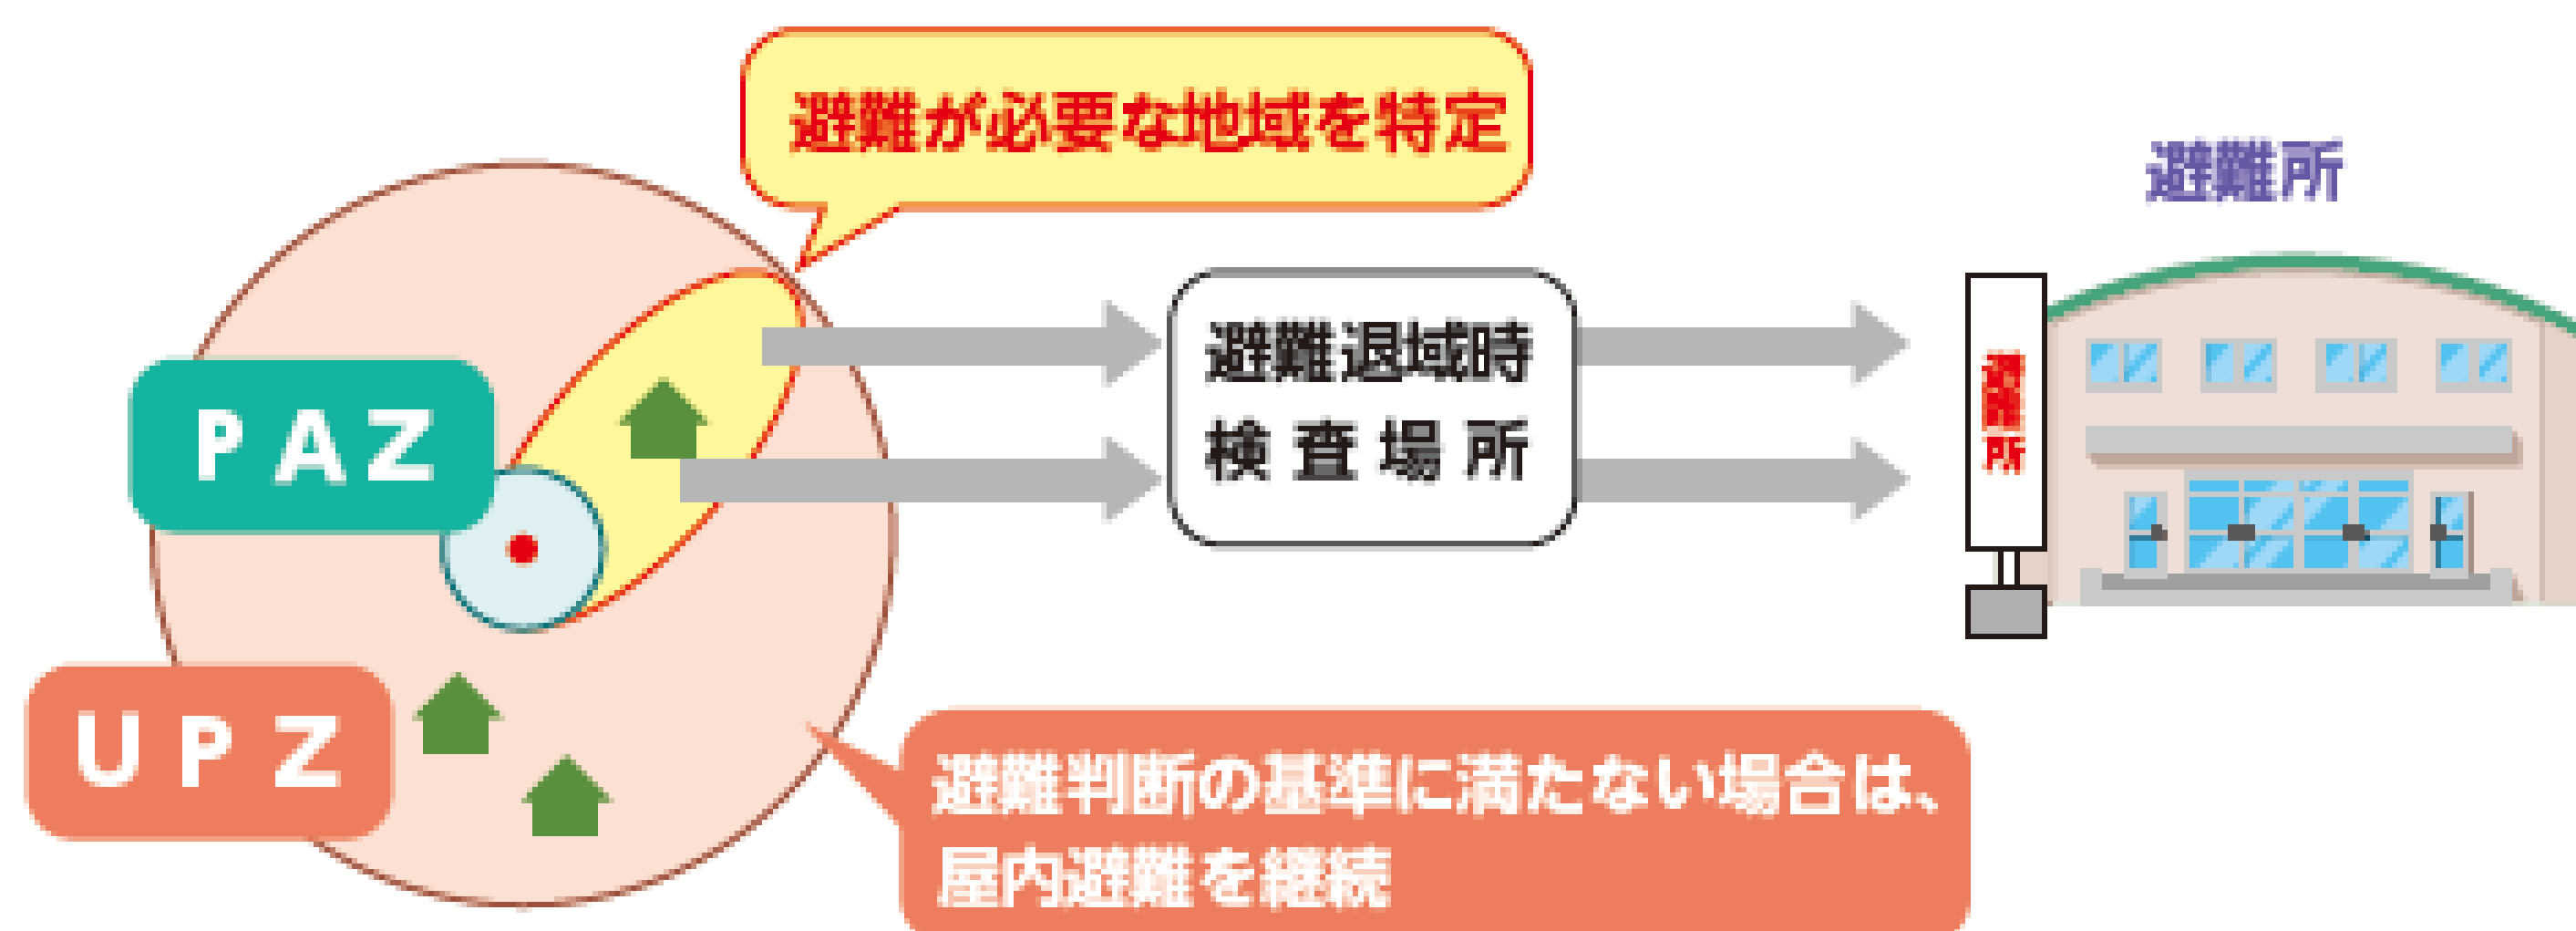 避難が必要な地域を特定
避難所
避難退域時
検査場所
避難所
PAZ
UPZ
避難判断の基準に満たない場合は、
屋内避難を継続